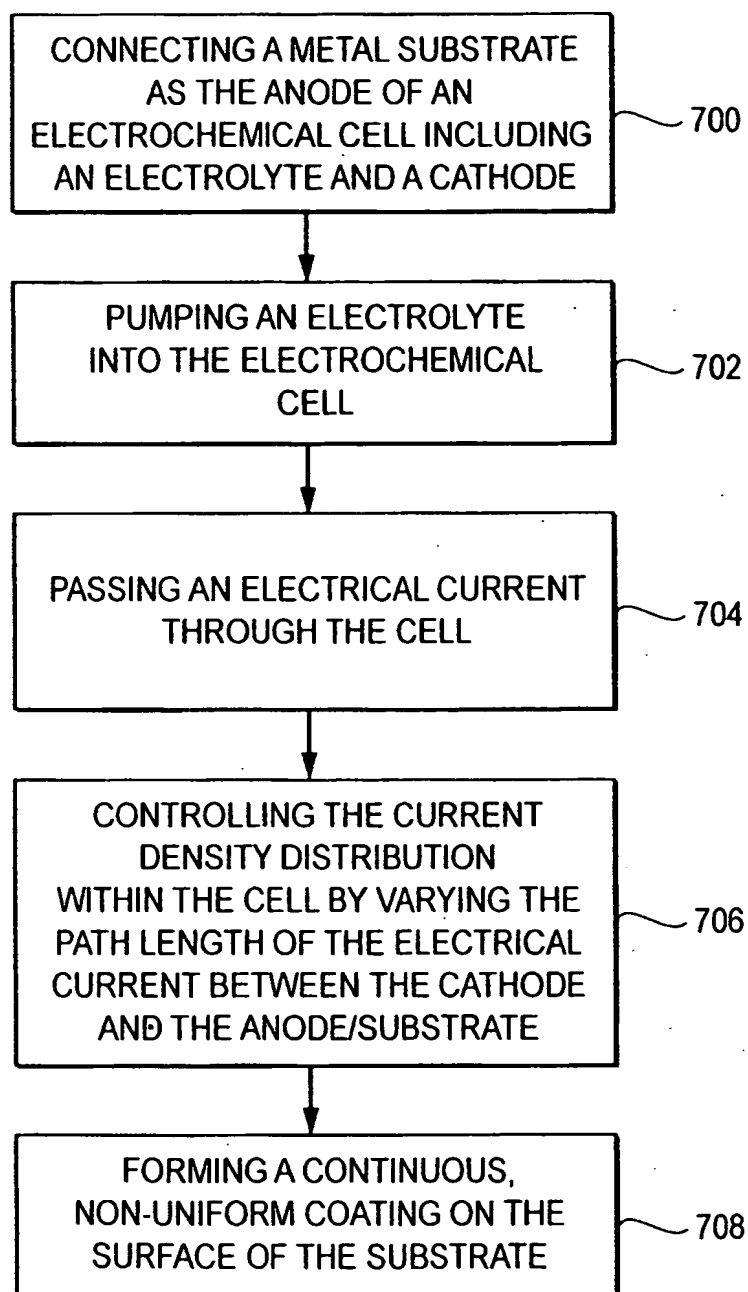 CONNECTING A METAL SUBSTRATE
AS THE ANODE OF AN
ELECTROCHEMICAL CELL INCLUDING
AN ELECTROLYTE AND A CATHODE
700
PUMPING AN ELECTROLYTE
INTO THE ELECTROCHEMICAL
CELL
702
PASSING AN ELECTRICAL CURRENT
THROUGH THE CELL
704
CONTROLLING THE CURRENT
DENSITY DISTRIBUTION
WITHIN THE CELL BY VARYING THE
PATH LENGTH OF THE ELECTRICAL
CURRENT BETWEEN THE CATHODE
AND THE ANODE/SUBSTRATE
706
FORMING A CONTINUOUS,
NON-UNIFORM COATING ON THE
SURFACE OF THE SUBSTRATE
708